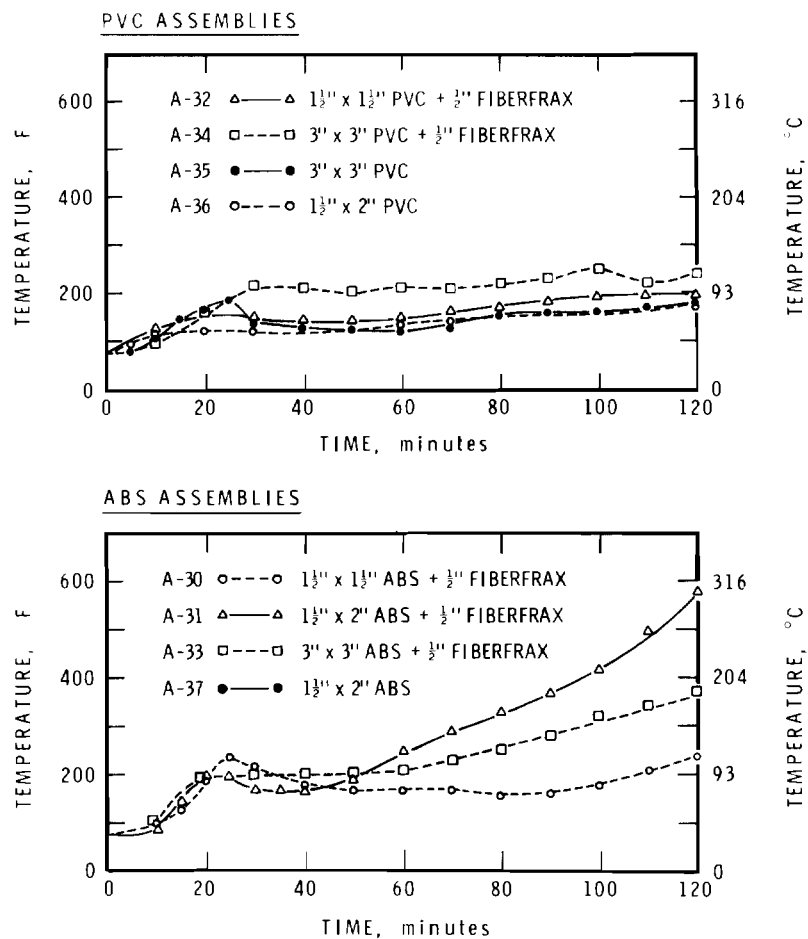 PVC ASSEMBLIES
600
400
200
0
TEMPERATURE, F
A-32 1½" x 1½" PVC + ½" FIBERFRAX
A-34 3" x 3" PVC + ½" FIBERFRAX
A-35 3" x 3" PVC
A-36 1½" x 2" PVC
316
204
93
0
TEMPERATURE, °C
0 20 40 60 80 100 120
TIME, minutes
ABS ASSEMBLIES
600
400
200
0
TEMPERATURE, F
A-30 1½" x 1½" ABS + ½" FIBERFRAX
A-31 1½" x 2" ABS + ½" FIBERFRAX
A-33 3" x 3" ABS + ½" FIBERFRAX
A-37 1½" x 2" ABS
316
204
93
0
TEMPERATURE, °C
0 20 40 60 80 100 120
TIME, minutes